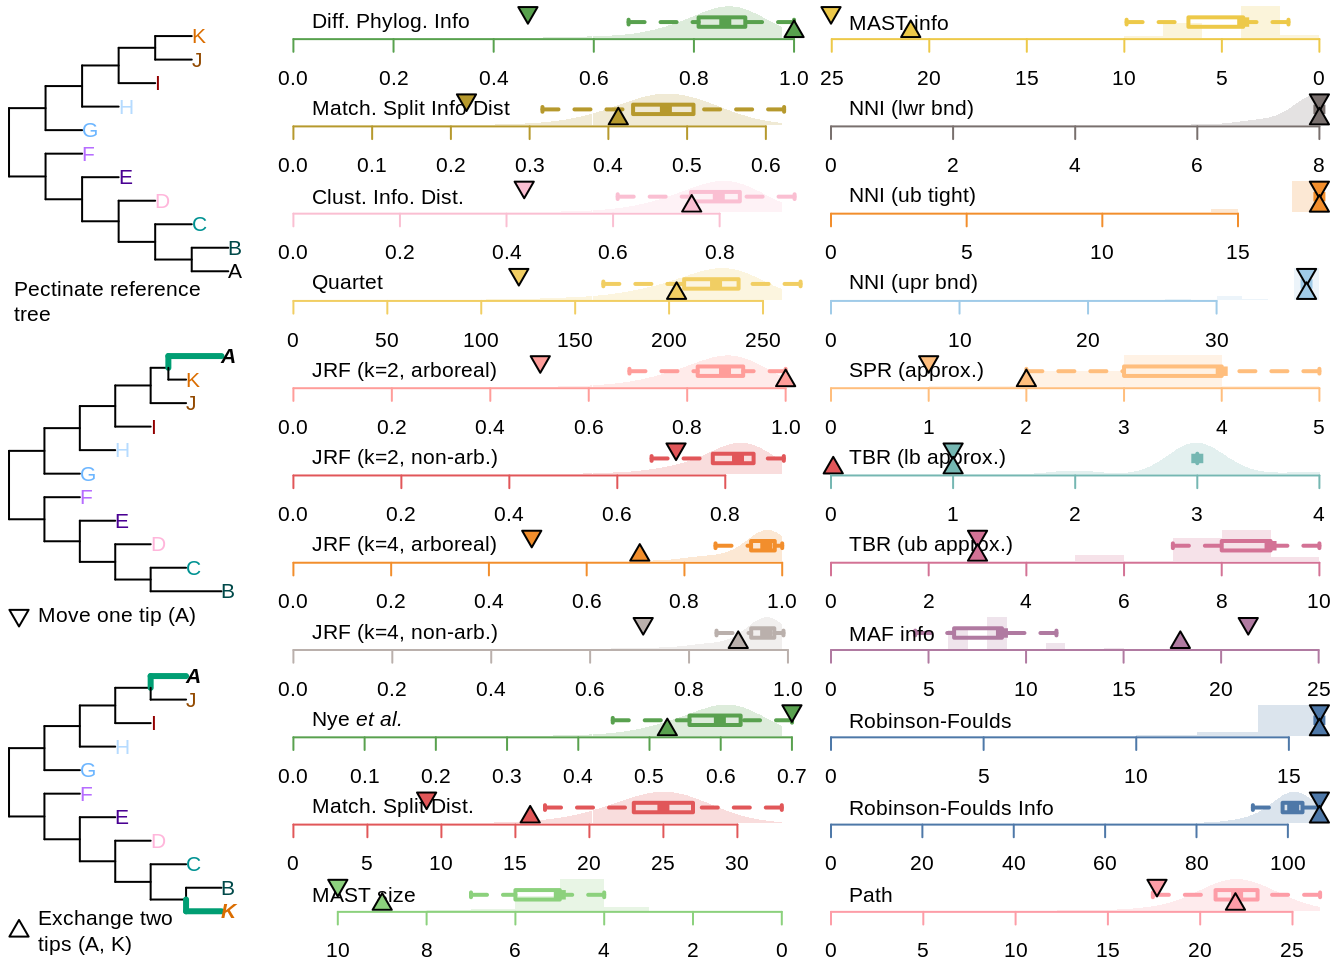 K
J
I
H
G
F
E
D
C
B
A
Pectinate reference
tree
A
K
J
I
H
G
F
E
D
C
B
Move one tip (A)
A
J
I
H
G
F
E
D
C
B
K
Exchange two
tips (A, K)
Diff. Phylog. Info
0.0 0.2 0.4 0.6 0.8 1.0
Match. Split Info Dist
0.0 0.1 0.2 0.3 0.4 0.5 0.6
Clust. Info. Dist.
0.0 0.2 0.4 0.6 0.8
Quartet
0 50 100 150 200 250
JRF (k=2, arboreal)
0.0 0.2 0.4 0.6 0.8 1.0
JRF (k=2, non-arb.)
0.0 0.2 0.4 0.6 0.8
JRF (k=4, arboreal)
0.0 0.2 0.4 0.6 0.8 1.0
JRF (k=4, non-arb.)
0.0 0.2 0.4 0.6 0.8 1.0
Nye et al.
0.0 0.1 0.2 0.3 0.4 0.5 0.6 0.7
Match. Split Dist.
0 5 10 15 20 25 30
MAST size
10 8 6 4 2 0
MAST info
25 20 15 10 5 0
NNI (lwr bnd)
0 2 4 6 8
NNI (ub tight)
0 5 10 15
NNI (upr bnd)
0 10 20 30
SPR (approx.)
0 1 2 3 4 5
TBR (lb approx.)
0 1 2 3 4
TBR (ub approx.)
0 2 4 6 8 10
MAF info
0 5 10 15 20 25
Robinson-Foulds
0 5 10 15
Robinson-Foulds Info
0 20 40 60 80 100
Path
0 5 10 15 20 25